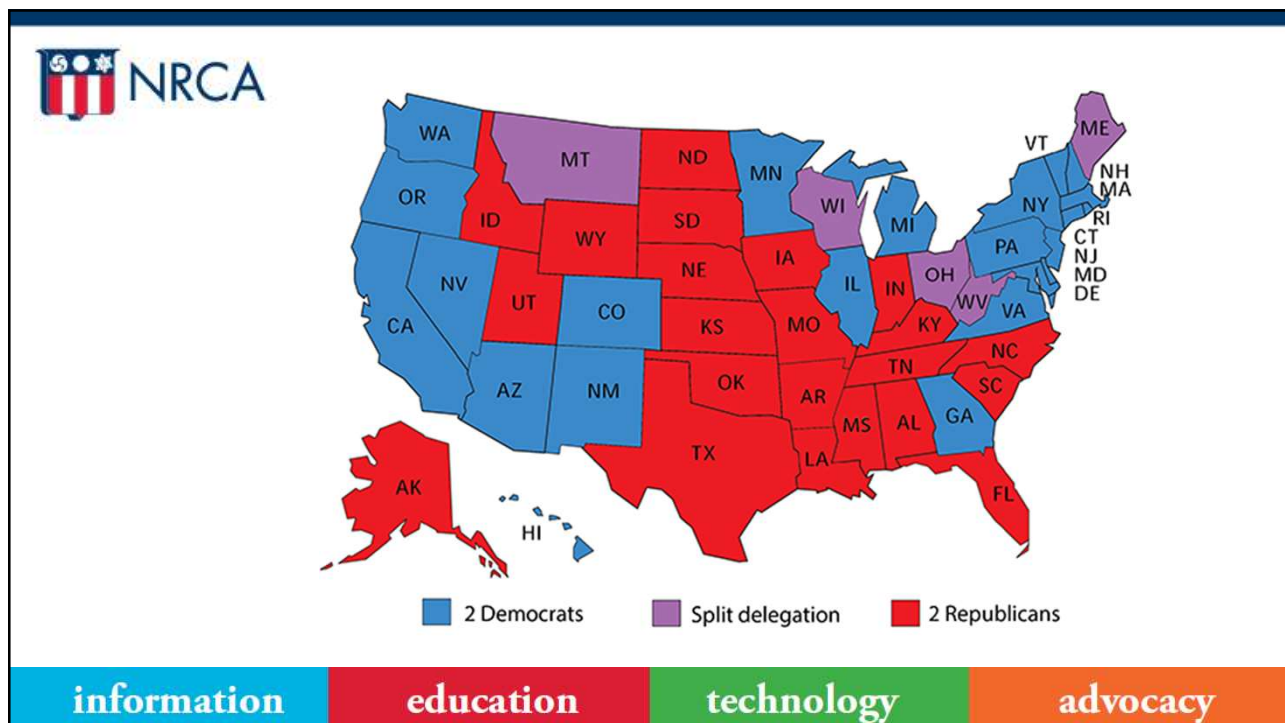 NRCA
WA
MT
ND
MN
VT
ME
NH
MA
OR
ID
SD
WI
MI
NY
RI
WY
CT
PA
NJ
IA
NE
OH
MD
NV
IL
IN
DE
UT
CO
WV
VA
CA
KS
MO
KY
NC
TN
OK
SC
AZ
NM
AR
GA
MS
AL
TX
LA
AK
FL
HI
2 Democrats
Split delegation
2 Republicans
information
education
technology
advocacy